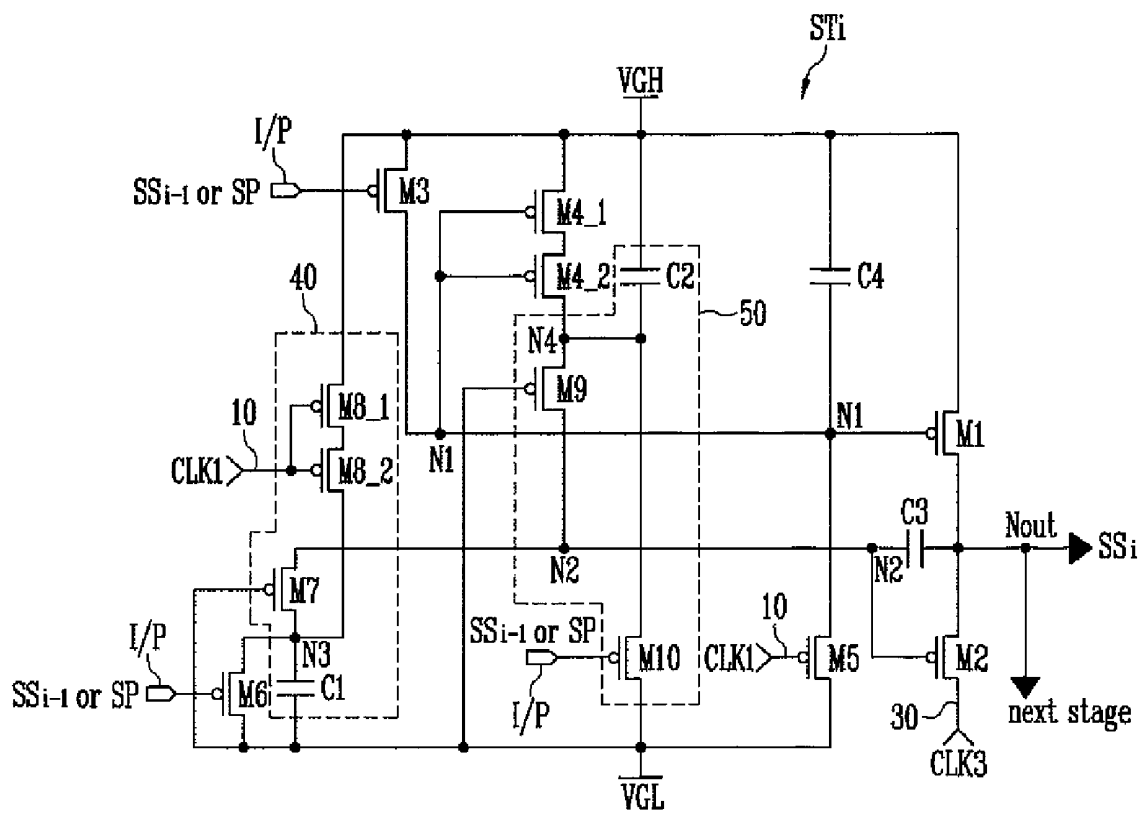 STi
VGH
I/P
SSi-1 or SP
M3
M4_1
M4_2
C2
C4
40
50
N4
M9
M8_1
10
CLK1
M8_2
N1
N1
M1
C3
Nout
SSi
N2
N2
M7
I/P
N3
SSi-1 or SP
10
SSi-1 or SP
M6
C1
M10
CLK1
M5
M2
I/P
30
next stage
CLK3
VGL